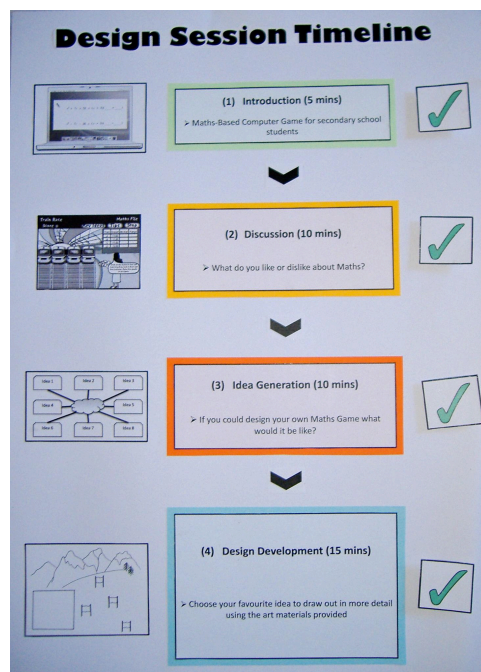 Design Session Timeline
(1) Introduction (5 mins)
➢ Maths-Based Computer Game for secondary school
students
Train Race
Maths File
(2) Discussion (10 mins)
➢ What do you like or dislike about Maths?
(3) Idea Generation (10 mins)
➢ If you could design your own Maths Game what
would it be like?
Idea 1 Idea 2 Idea 3
Idea 4 Idea 5
Idea 6 Idea 7 Idea 8
(4) Design Development (15 mins)
➢ Choose your favourite idea to draw out in more detail
using the art materials provided